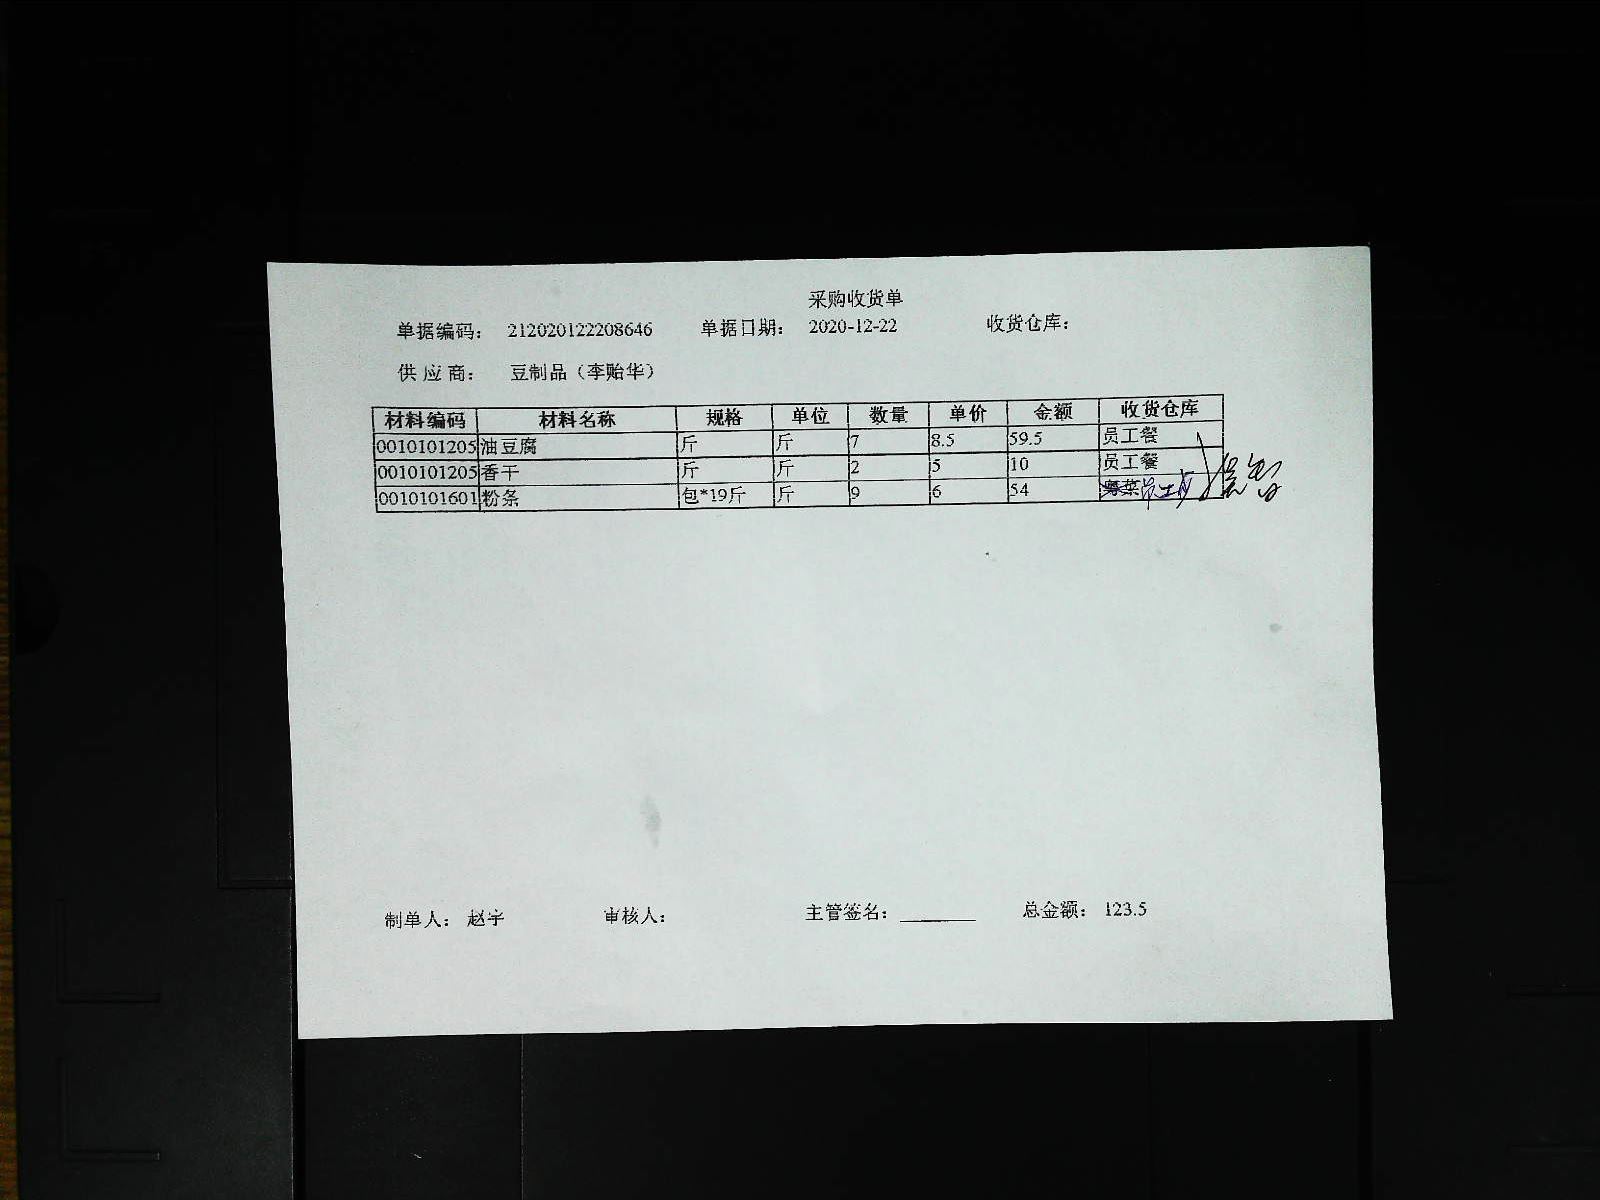 采购收货单
单据编码： 212020122208646 单据日期： 2020-12-22 收货仓库：
供 应 商： 豆制品（李贻华）
材料编码 材料名称 规格 单位 数量 单价 金额 收货仓库
0010101205 油豆腐 斤 斤 7 8.5 59.5 员工餐
0010101205 香干 斤 斤 2 5 10 员工餐
0010101601 粉条 包*19斤 斤 9 6 54
制单人： 赵宇 审核人： 主管签名： 总金额： 123.5